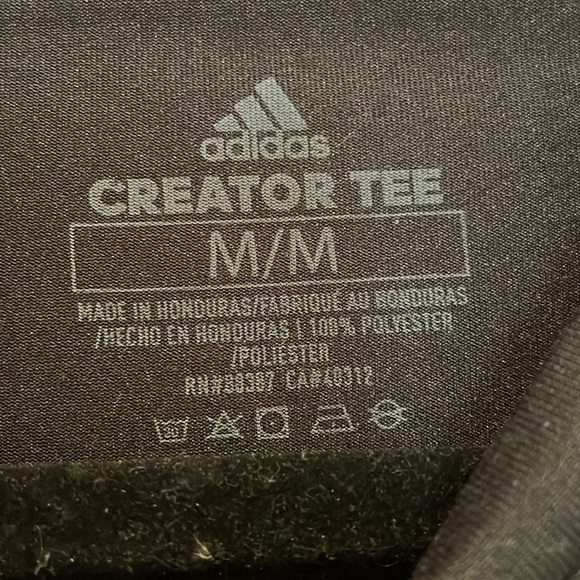 adidas
CREATOR TEE
M/M
MADE IN HONDURAS/FABRIQUE AU HONDURAS
/HECHO EN HONDURAS | 100% POLYESTER
/POLIESTER
RN#88387 CA#40312
30